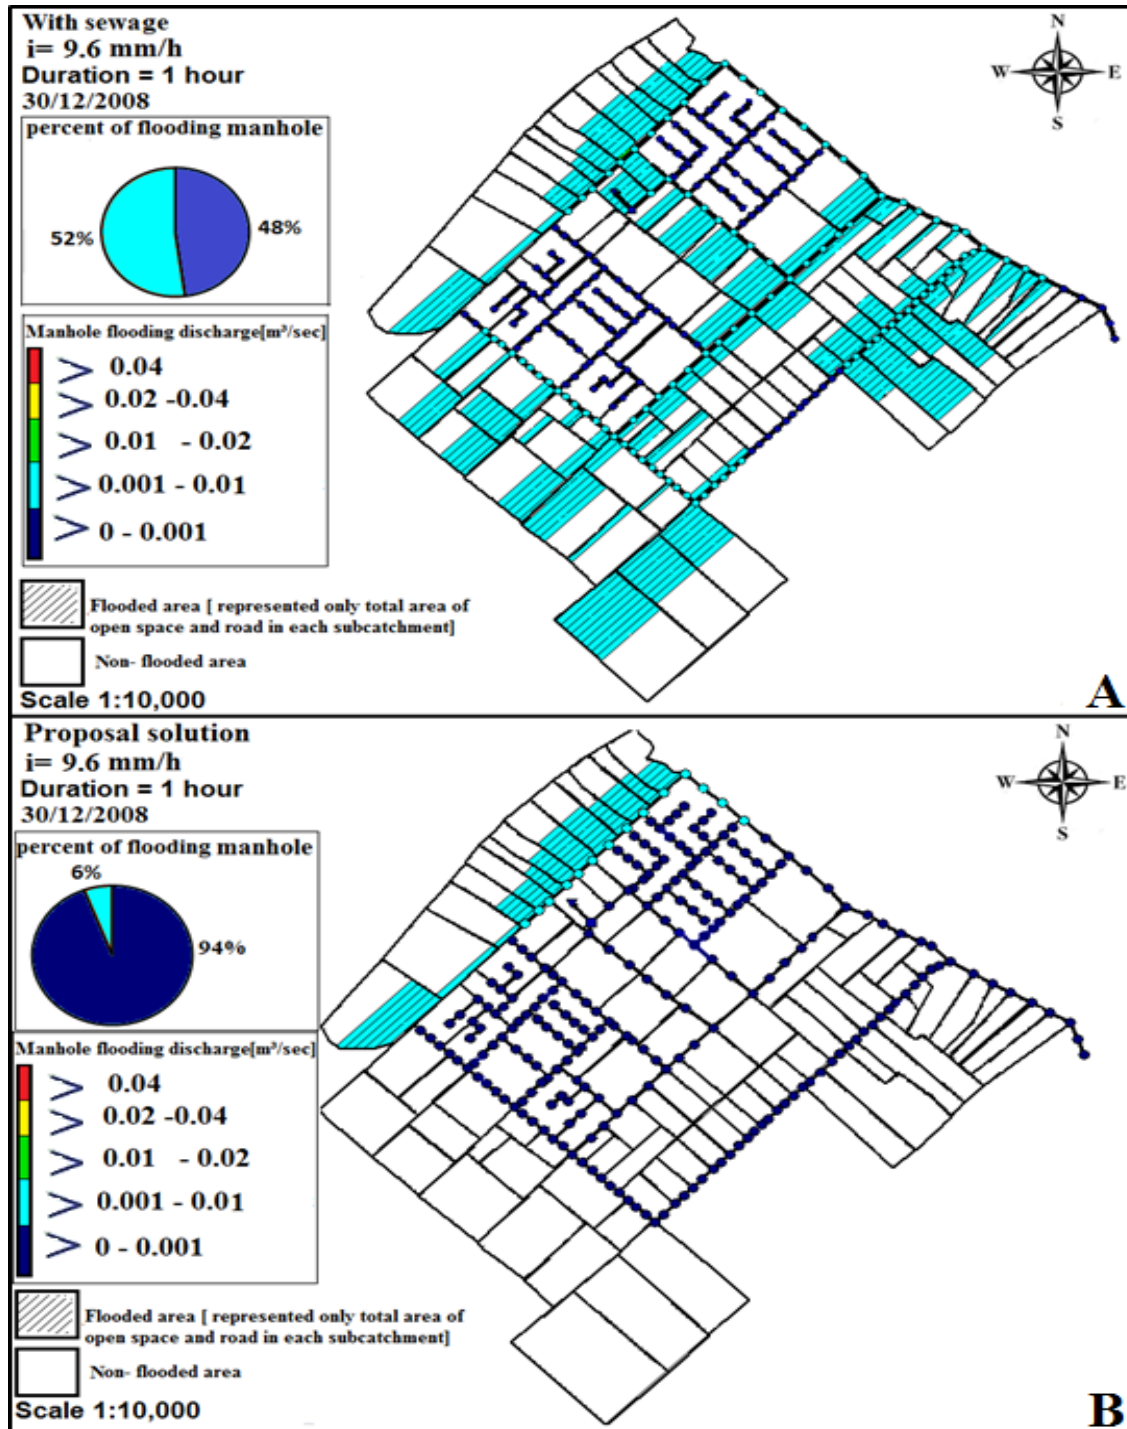 With sewage
i= 9.6 mm/h
Duration = 1 hour
30/12/2008
percent of flooding manhole
52%
48%
Manhole flooding discharge[m³/sec]
> 0.04
> 0.02 -0.04
> 0.01 - 0.02
> 0.001 - 0.01
> 0 - 0.001
Flooded area [ represented only total area of
open space and road in each subcatchment]
Non- flooded area
Scale 1:10,000
N
W
E
S
A
Proposal solution
i= 9.6 mm/h
Duration = 1 hour
30/12/2008
percent of flooding manhole
6%
94%
Manhole flooding discharge[m³/sec]
> 0.04
> 0.02 -0.04
> 0.01 - 0.02
> 0.001 - 0.01
> 0 - 0.001
Flooded area [ represented only total area of
open space and road in each subcatchment]
Non- flooded area
Scale 1:10,000
N
W
E
S
B